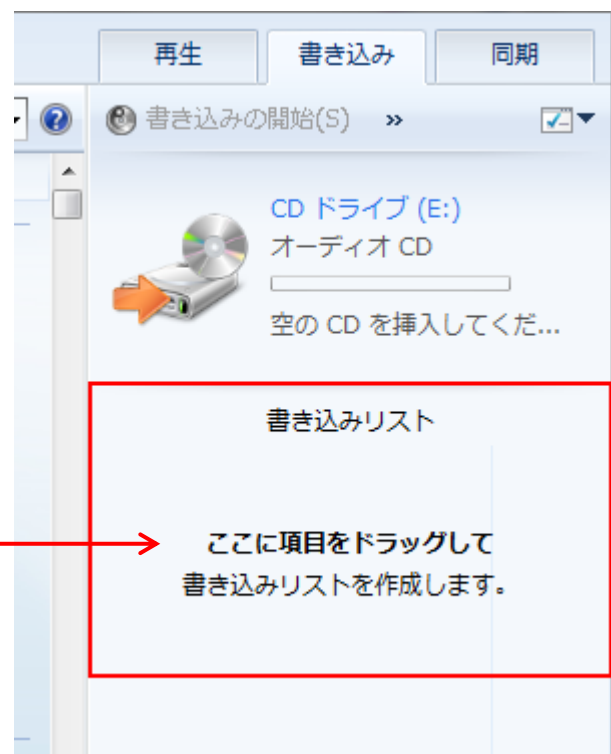 再生 書き込み 同期
書き込みの開始(S) »
CD ドライブ (E:)
オーディオ CD
空の CD を挿入してくだ...
書き込みリスト
ここに項目をドラッグして
書き込みリストを作成します。